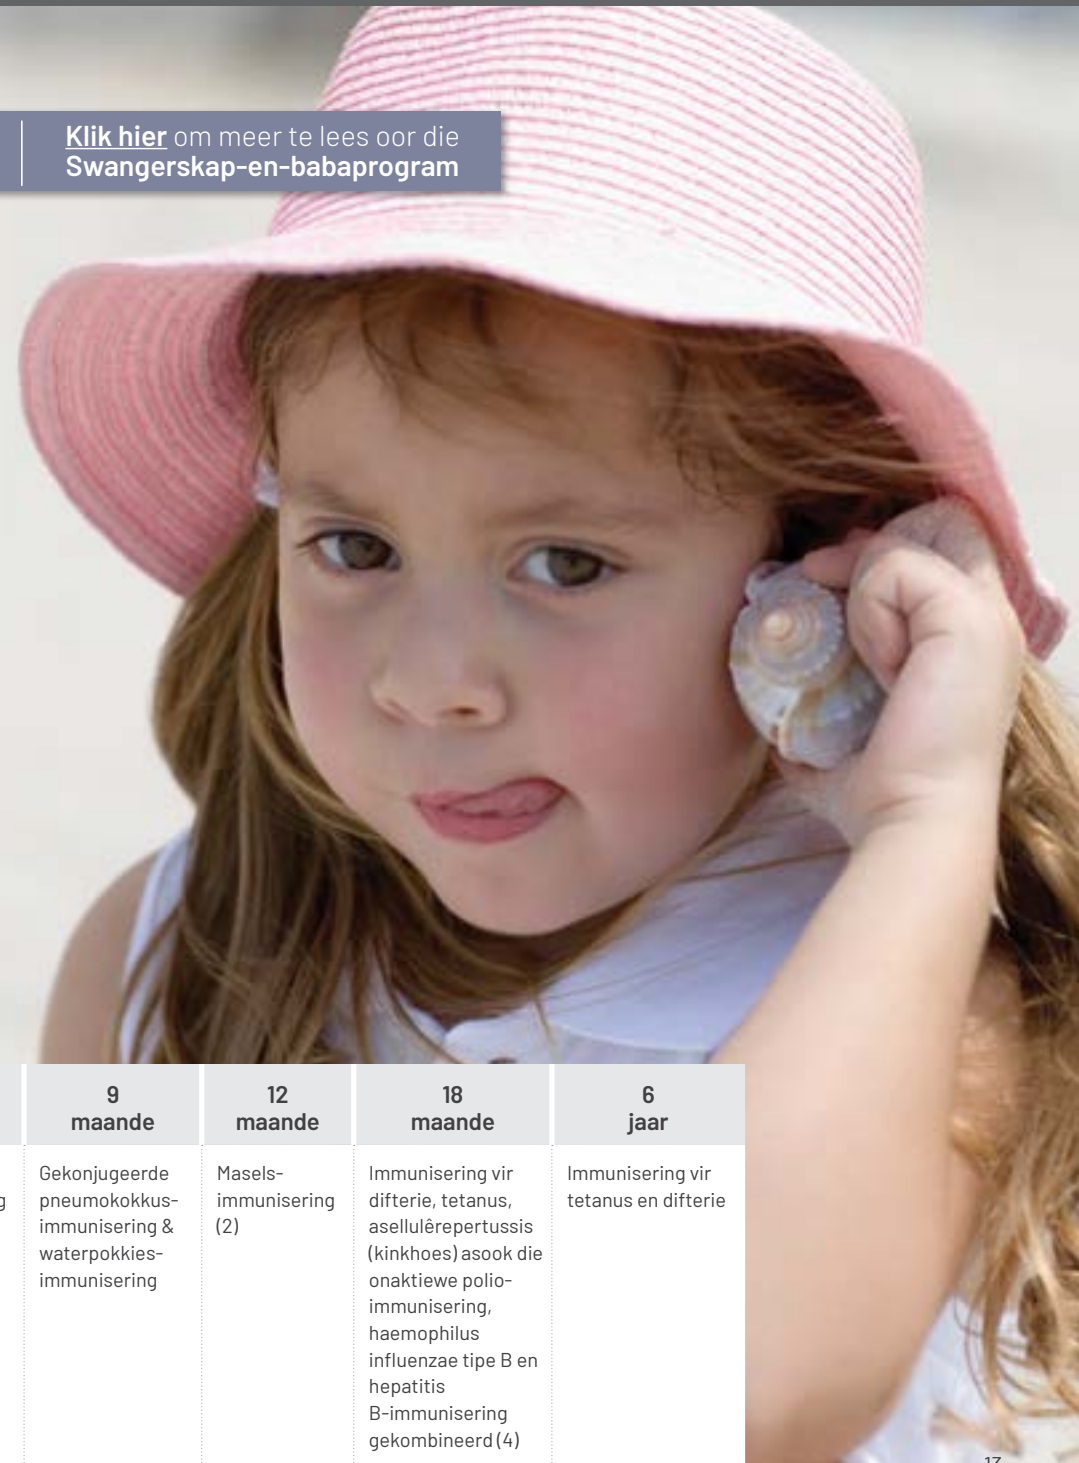 Klik hier om meer te lees oor die
Swangerskap-en-babaprogram
9
maande
12
maande
18
maande
6
jaar
g
Gekonjugeerde
pneumokokkus-
immunisering &
waterpokkies-
immunisering
Masels-
immunisering
(2)
Immunisering vir
difterie, tetanus,
asellulêrepertussis
(kinkhoes) asook die
onaktiewe polio-
immunisering,
haemophilus
influenzae tipe B en
hepatitis
B-immunisering
gekombineerd (4)
Immunisering vir
tetanus en difterie
17